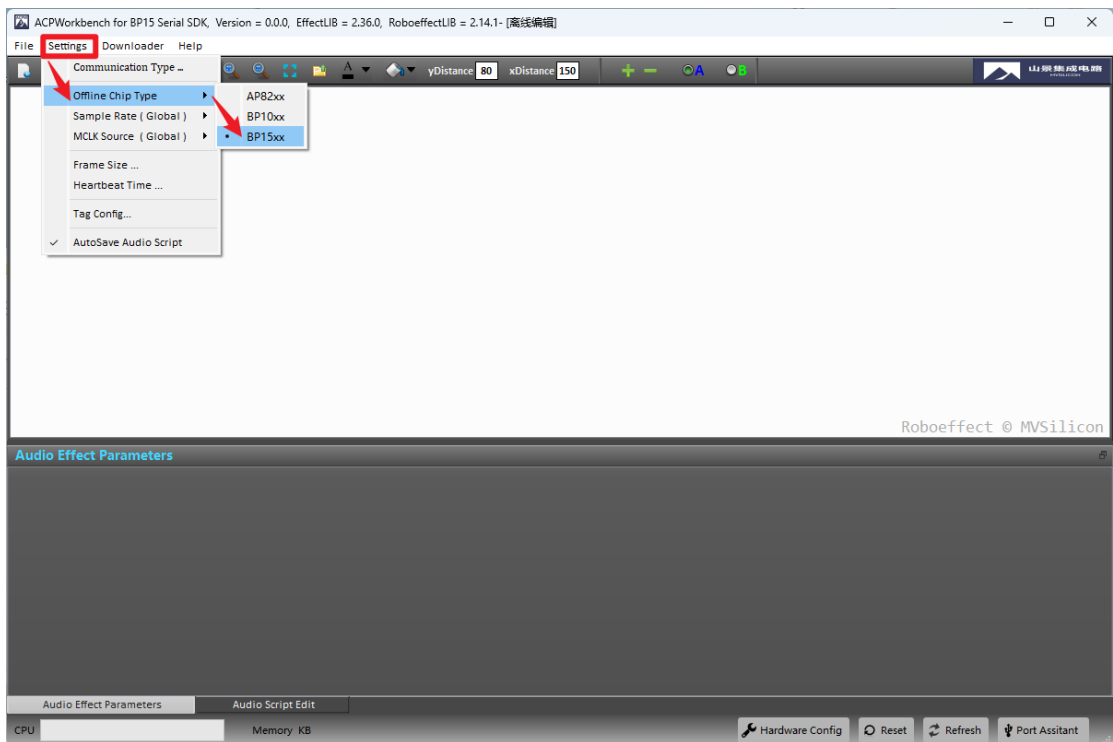 ACPWorkbench for BP15 Serial SDK, Version = 0.0.0, EffectLIB = 2.36.0, RoboeffectLIB = 2.14.1- [离线编辑]
File Settings Downloader Help
Communication Type ...
A yDistance 80 xDistance 150 A B 山景集成电路
MVSILICON
Offline Chip Type AP82xx
Sample Rate ( Global ) BP10xx
MCLK Source ( Global ) BP15xx
Frame Size ...
Heartbeat Time ...
Tag Config...
AutoSave Audio Script
Roboeffect © MVSilicon
Audio Effect Parameters
Audio Effect Parameters Audio Script Edit
CPU Memory KB Hardware Config Reset Refresh Port Assitant